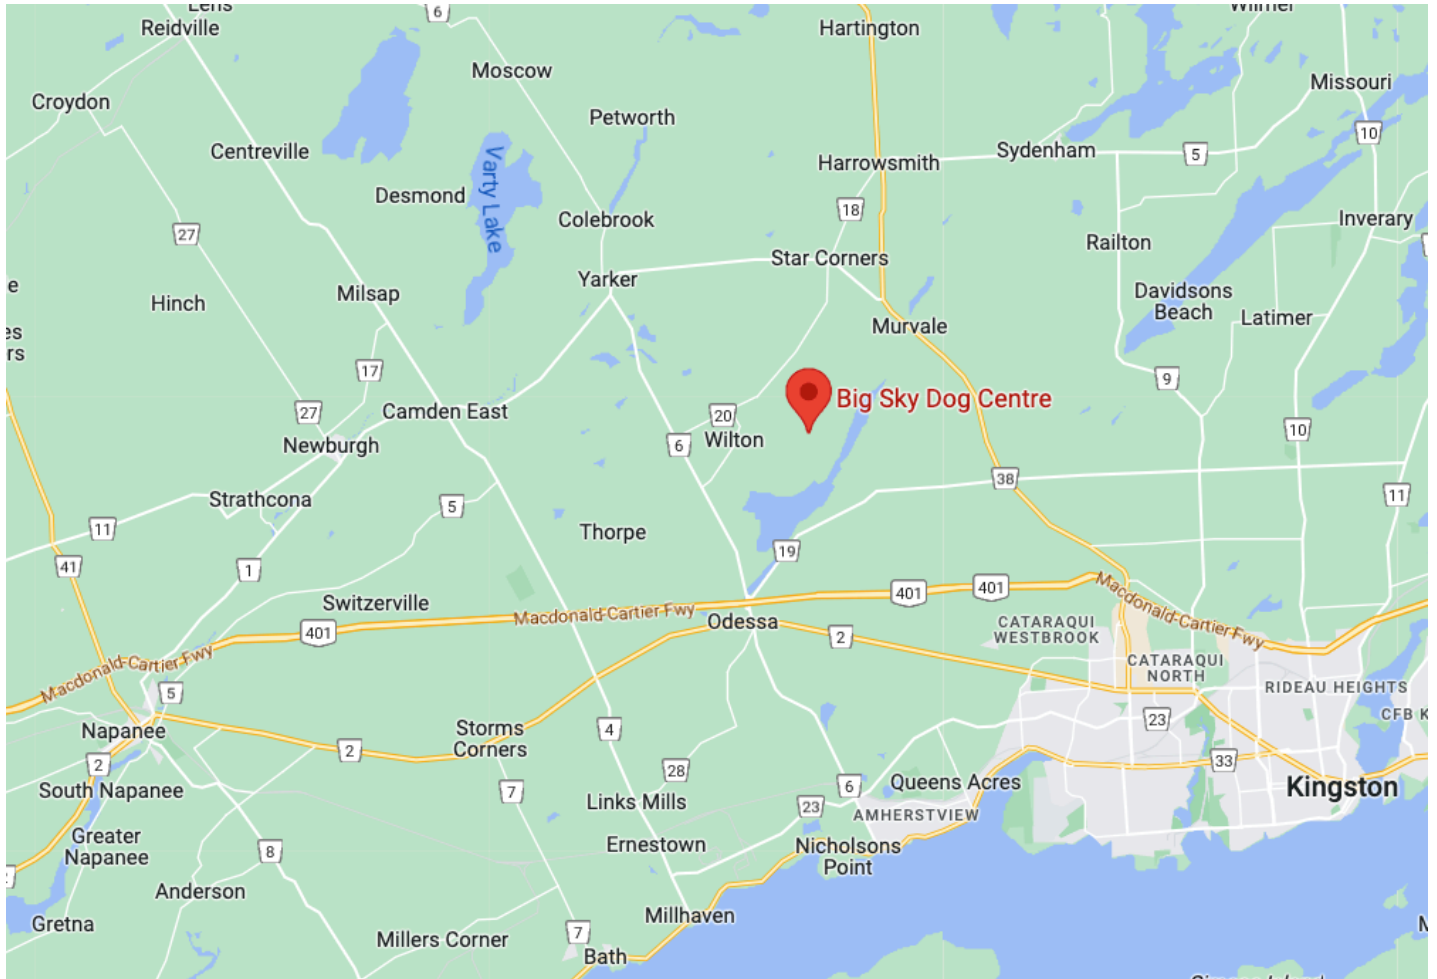 Reidville
6
Hartington
Moscow
Missouri
Croydon
Petworth
10
Centreville
Harrowsmith
Sydenham
5
Varty Lake
Desmond
18
Colebrook
Inverary
27
Railton
Star Corners
Yarker
Hinch
Milsap
Davidsons
Beach
Latimer
Murvale
17
9
Big Sky Dog Centre
27
Camden East
20
10
Newburgh
6
Wilton
38
11
Strathcona
5
11
Thorpe
19
41
1
401
401
Macdonald-Cartier Fwy
Switzerville
Macdonald-Cartier Fwy
Odessa
401
2
CATARAQUI
WESTBROOK
Macdonald-Cartier Fwy
CATARAQUI
NORTH
RIDEAU HEIGHTS
5
CFB K
23
Napanee
Storms
Corners
4
2
2
33
28
6
Queens Acres
Kingston
South Napanee
7
Links Mills
23
AMHERSTVIEW
Greater
Napanee
8
Ernestown
Nicholsons
Point
Anderson
Gretna
Millhaven
7
Millers Corner
Bath